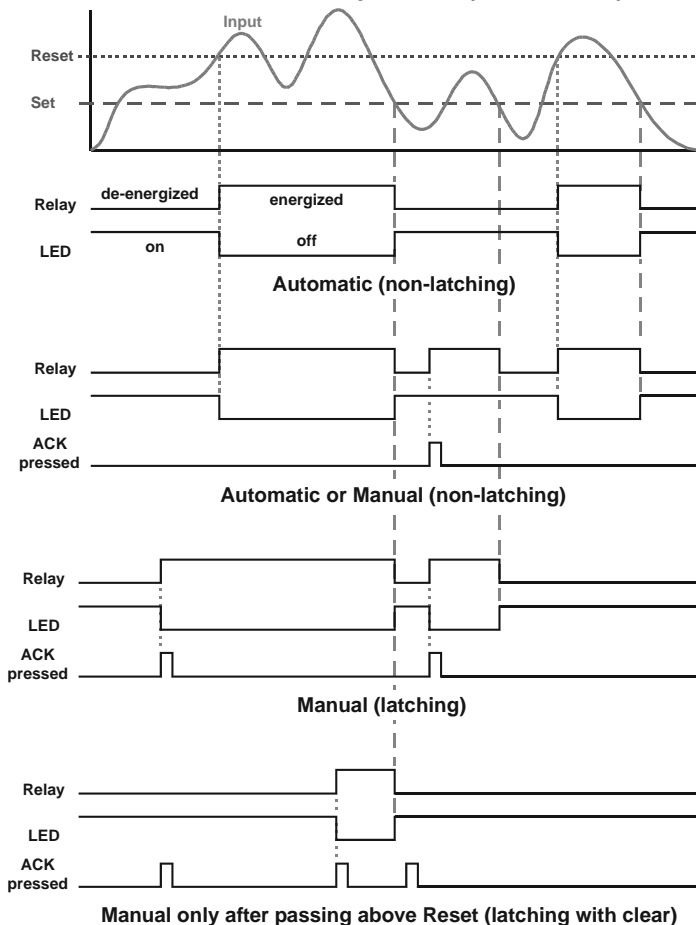 Input
Reset
Set
de-energized energized
Relay
LED on off
Automatic (non-latching)
Relay
LED
ACK
pressed
Automatic or Manual (non-latching)
Relay
LED
ACK
pressed
Manual (latching)
Relay
LED
ACK
pressed
Manual only after passing above Reset (latching with clear)